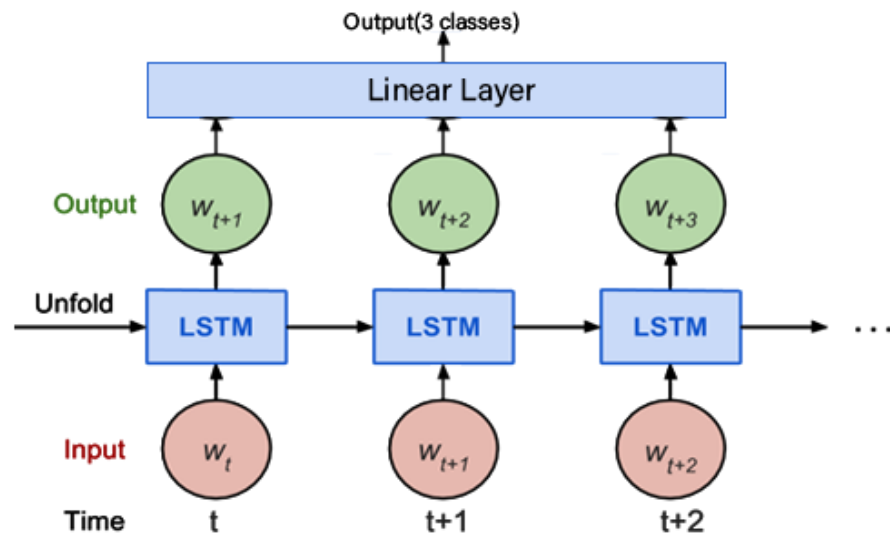 Output(3 classes)
Linear Layer
Output w_{t+1} w_{t+2} w_{t+3}
Unfold
LSTM LSTM LSTM ...
Input w_t w_{t+1} w_{t+2}
Time t t+1 t+2